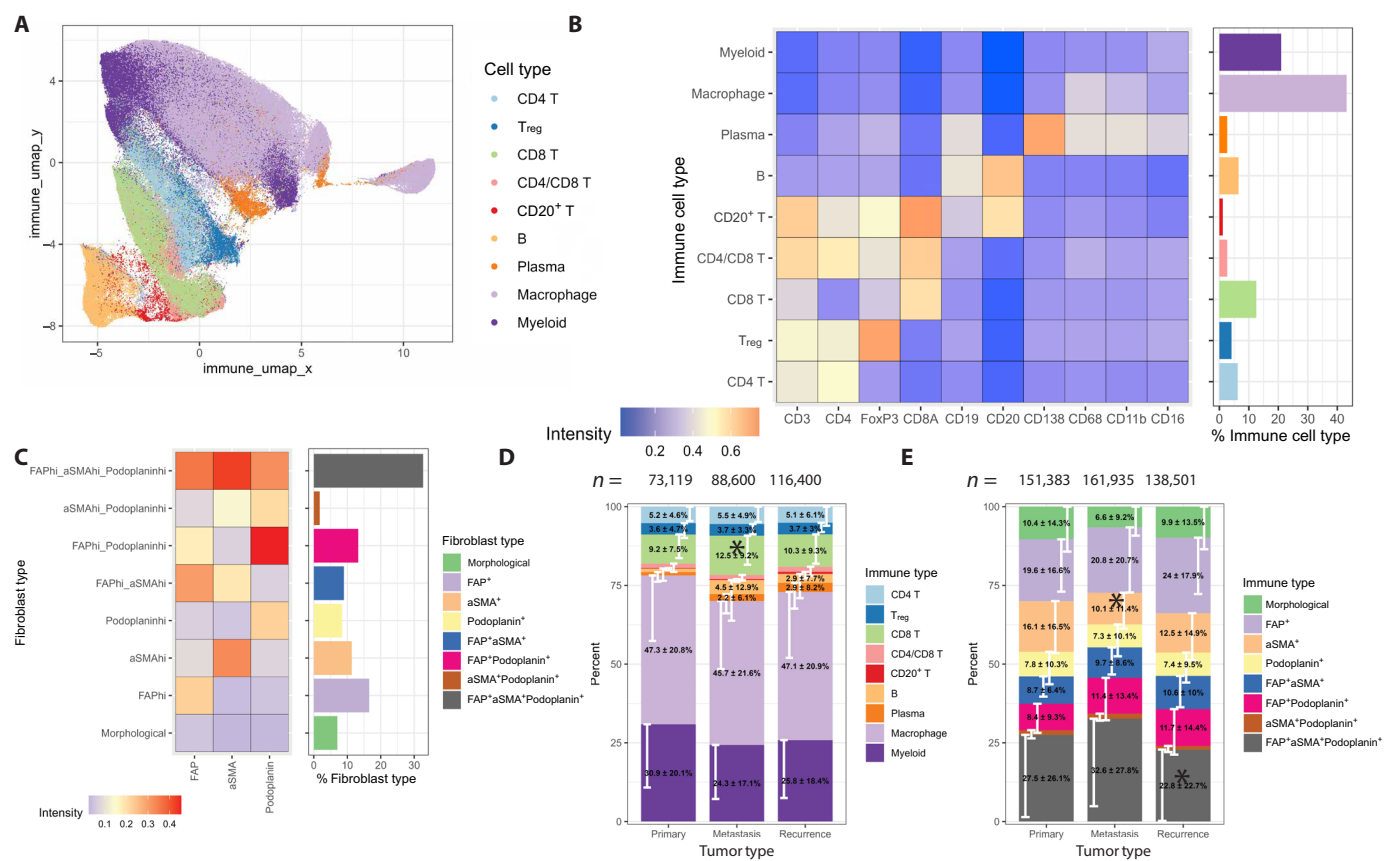 A
immune_umap_y
4
0
−4
−8
−5
0
5
10
immune_umap_x
Cell type
CD4 T
Treg
CD8 T
CD4/CD8 T
CD20+ T
B
Plasma
Macrophage
Myeloid
B
Immune cell type
Myeloid
Macrophage
Plasma
B
CD20+ T
CD4/CD8 T
CD8 T
Treg
CD4 T
CD3 CD4 FoxP3 CD8A CD19 CD20 CD138 CD68 CD11b CD16
Intensity
0.2 0.6
0 10 20 30 40
% Immune cell type
C
Fibroblast type
FAPhi_aSMAhi_Podoplaninhi
aSMAhi_Podoplaninhi
FAPhi_Podoplaninhi
FAPhi_aSMAhi
Podoplaninhi
aSMAhi
FAPhi
Morphological
FAP
aSMA
Podoplanin
Intensity
0.1 0.2 0.3 0.4
0 10 20 30
% Fibroblast type
Fibroblast type
Morphological
FAP+
aSMA+
Podoplanin+
FAP+aSMA+
FAP+Podoplanin+
aSMA+Podoplanin+
FAP+aSMA+Podoplanin+
D
n = 73,119 88,600 116,400
Percent
100
75
50
25
0
5.2 ± 4.6%
3.6 ± 4.7%
9.2 ± 7.5%
47.3 ± 20.8%
30.9 ± 20.1%
5.5 ± 4.9%
3.7 ± 3.3%
12.5 ± 9.2%
*
4.5 ± 12.9%
2.2 ± 6.1%
45.7 ± 21.6%
24.3 ± 17.1%
5.1 ± 6.1%
3.7 ± 3%
10.3 ± 9.3%
2.9 ± 7.7%
2.9 ± 8.2%
47.1 ± 20.9%
25.8 ± 18.4%
Primary Metastasis Recurrence
Tumor type
Immune type
CD4 T
Treg
CD8 T
CD4/CD8 T
CD20+ T
B
Plasma
Macrophage
Myeloid
E
n = 151,383 161,935 138,501
Percent
100
75
50
25
0
10.4 ± 14.3%
19.6 ± 16.6%
16.1 ± 16.5%
7.8 ± 10.3%
8.7 ± 6.4%
8.4 ± 9.3%
27.5 ± 26.1%
6.6 ± 9.2%
20.8 ± 20.7%
*
10.1 ± 11.4%
7.3 ± 10.1%
9.7 ± 8.6%
11.4 ± 13.4%
32.6 ± 27.8%
9.9 ± 13.5%
24 ± 17.9%
12.5 ± 14.9%
7.4 ± 9.5%
10.6 ± 10%
11.7 ± 14.4%
*
22.8 ± 22.7%
Primary Metastasis Recurrence
Tumor type
Immune type
Morphological
FAP+
aSMA+
Podoplanin+
FAP+aSMA+
FAP+Podoplanin+
aSMA+Podoplanin+
FAP+aSMA+Podoplanin+